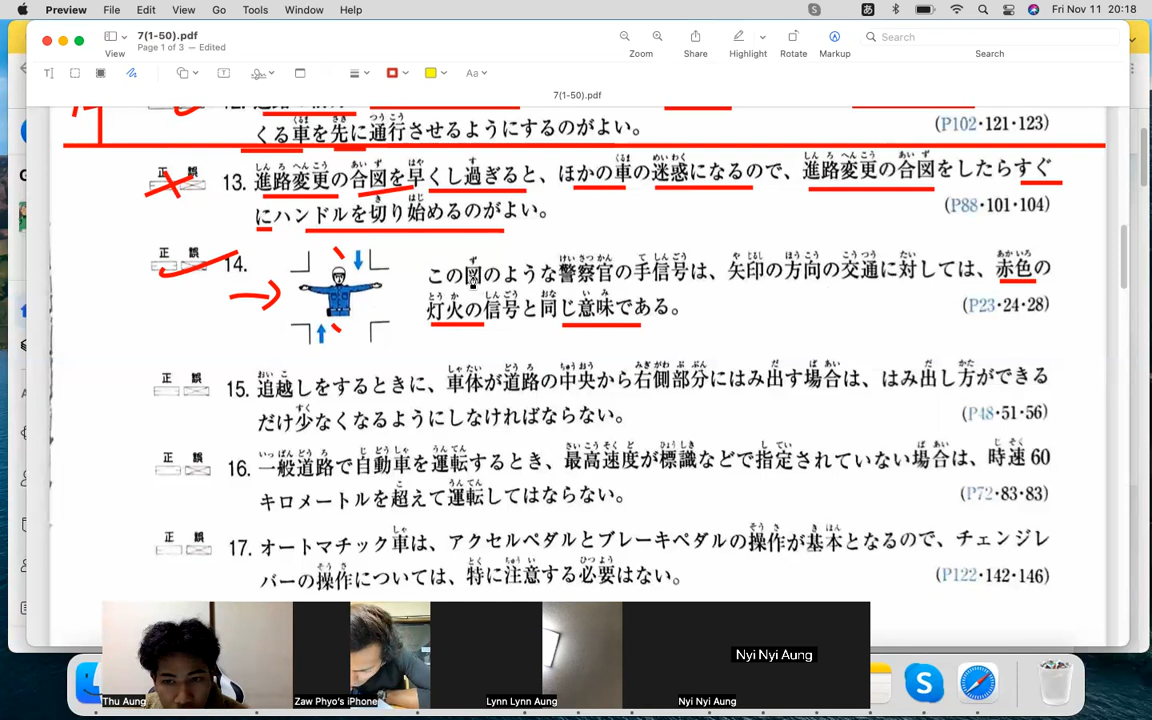 Preview File Edit View Go Tools Window Help
Fri Nov 11 20:18
7(1-50).pdf
Page 1 of 3 — Edited
View
Zoom
Share
Highlight
Rotate
Markup
Search
Search
7(1-50).pdf
くる車を先に通行させるようにするのがよい。 (P102・121・123)
正 誤 13. 進路変更の合図を早くし過ぎると、ほかの車の迷惑になるので、進路変更の合図をしたらすぐ
にハンドルを切り始めるのがよい。 (P88・101・104)
正 誤 14. この図のような警察官の手信号は、矢印の方向の交通に対しては、赤色の
灯火の信号と同じ意味である。 (P23・24・28)
正 誤 15. 追越しをするときに、車体が道路の中央から右側部分にはみ出す場合は、はみ出し方ができる
だけ少なくなるようにしなければならない。 (P48・51・56)
正 誤 16. 一般道路で自動車を運転するとき、最高速度が標識などで指定されていない場合は、時速60
キロメートルを超えて運転してはならない。 (P72・83・83)
正 誤 17. オートマチック車は、アクセルペダルとブレーキペダルの操作が基本となるので、チェンジレ
バーの操作については、特に注意する必要はない。 (P122・142・146)
Nyi Nyi Aung
Thu Aung
Zaw Phyo's iPhone
Lynn Lynn Aung
Nyi Nyi Aung